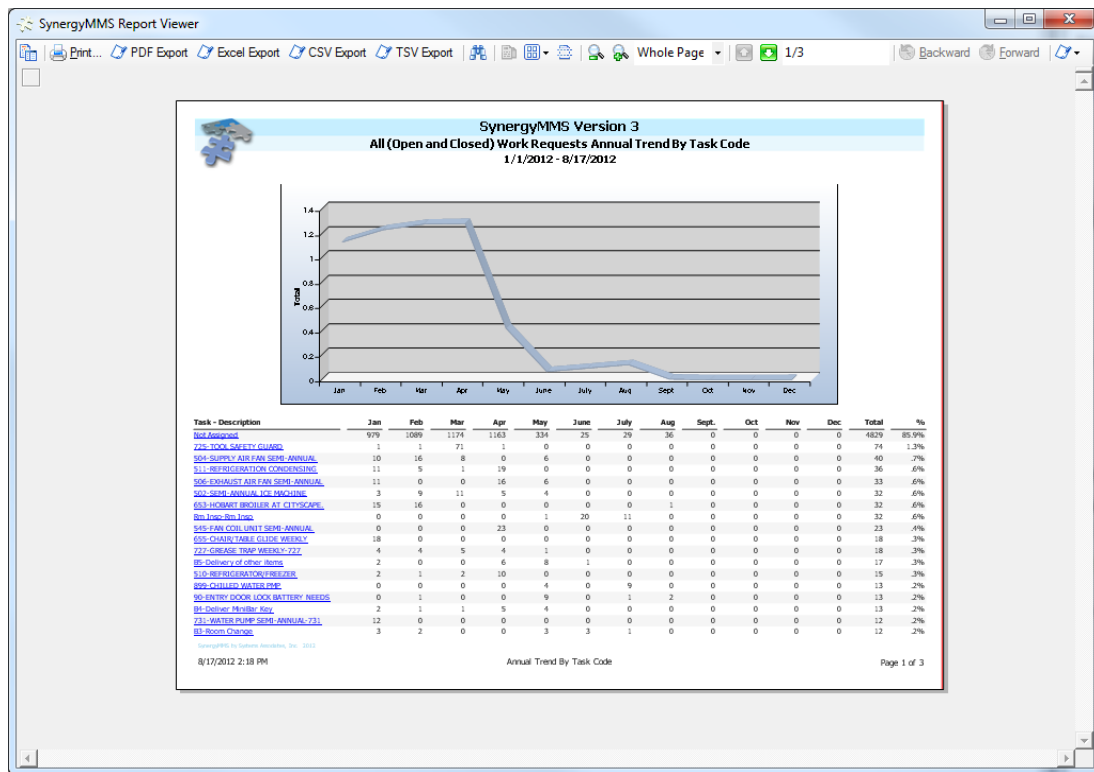 SynergyMMS Report Viewer
Print... PDF Export Excel Export CSV Export TSV Export Whole Page 1/3 Backward Forward
SynergyMMS Version 3
All (Open and Closed) Work Requests Annual Trend By Task Code
1/1/2012 - 8/17/2012
1.4
1.2
1
0.8
0.6
0.4
0.2
0
Total
Jan Feb Mar Apr May June July Aug Sept Oct Nov Dec
Task - Description Jan Feb Mar Apr May June July Aug Sept. Oct Nov Dec Total %
Not Assigned 979 1089 1174 1163 334 25 29 36 0 0 0 0 4829 85.9%
725-TOOL SAFETY GUARD 1 1 71 1 0 0 0 0 0 0 0 0 74 1.3%
504-SUPPLY AIR FAN SEMI-ANNUAL 10 16 8 0 6 0 0 0 0 0 0 0 40 .7%
511-REFRIGERATION CONDENSING 11 5 1 19 0 0 0 0 0 0 0 0 36 .6%
506-EXHAUST AIR FAN SEMI-ANNUAL 11 0 0 16 6 0 0 0 0 0 0 0 33 .6%
502-SEMI-ANNUAL ICE MACHINE 3 9 11 5 4 0 0 0 0 0 0 0 32 .6%
653-HOBART BROILER AT CITYSCAPE. 15 16 0 0 0 0 0 1 0 0 0 0 32 .6%
Rm Insp-Rm Insp 0 0 0 0 1 20 11 0 0 0 0 0 32 .6%
545-FAN COIL UNIT SEMI-ANNUAL 0 0 0 23 0 0 0 0 0 0 0 0 23 .4%
655-CHAIR/TABLE GLIDE WEEKLY 18 0 0 0 0 0 0 0 0 0 0 0 18 .3%
727-GREASE TRAP WEEKLY-727 4 4 5 4 1 0 0 0 0 0 0 0 18 .3%
85-Delivery of other items 2 0 0 6 8 1 0 0 0 0 0 0 17 .3%
510-REFRIGERATOR/FREEZER 2 1 2 10 0 0 0 0 0 0 0 0 15 .3%
899-CHILLED WATER PMP 0 0 0 0 4 0 9 0 0 0 0 0 13 .2%
90-ENTRY DOOR LOCK BATTERY NEEDS 0 1 0 0 9 0 1 2 0 0 0 0 13 .2%
84-Deliver MiniBar Key 2 1 1 5 4 0 0 0 0 0 0 0 13 .2%
731-WATER PUMP SEMI-ANNUAL-731 12 0 0 0 0 0 0 0 0 0 0 0 12 .2%
83-Room Change 3 2 0 0 3 3 1 0 0 0 0 0 12 .2%
8/17/2012 2:18 PM Annual Trend By Task Code Page 1 of 3